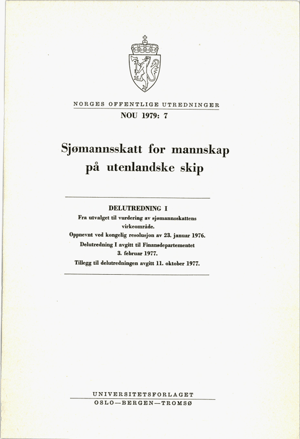 NORGES OFFENTLIGE UTREDNINGER
NOU 1979: 7
Sjømannsskatt for mannskap
på utenlandske skip
DELUTREDNING I
Fra utvalget til vurdering av sjømannsskattens
virkeområde.
Oppnevnt ved kongelig resolusjon av 23. januar 1976.
Delutredning I avgitt til Finansdepartementet
3. februar 1977.
Tillegg til delutredningen avgitt 11. oktober 1977.
UNIVERSITETSFORLAGET
OSLO—BERGEN—TROMSØ